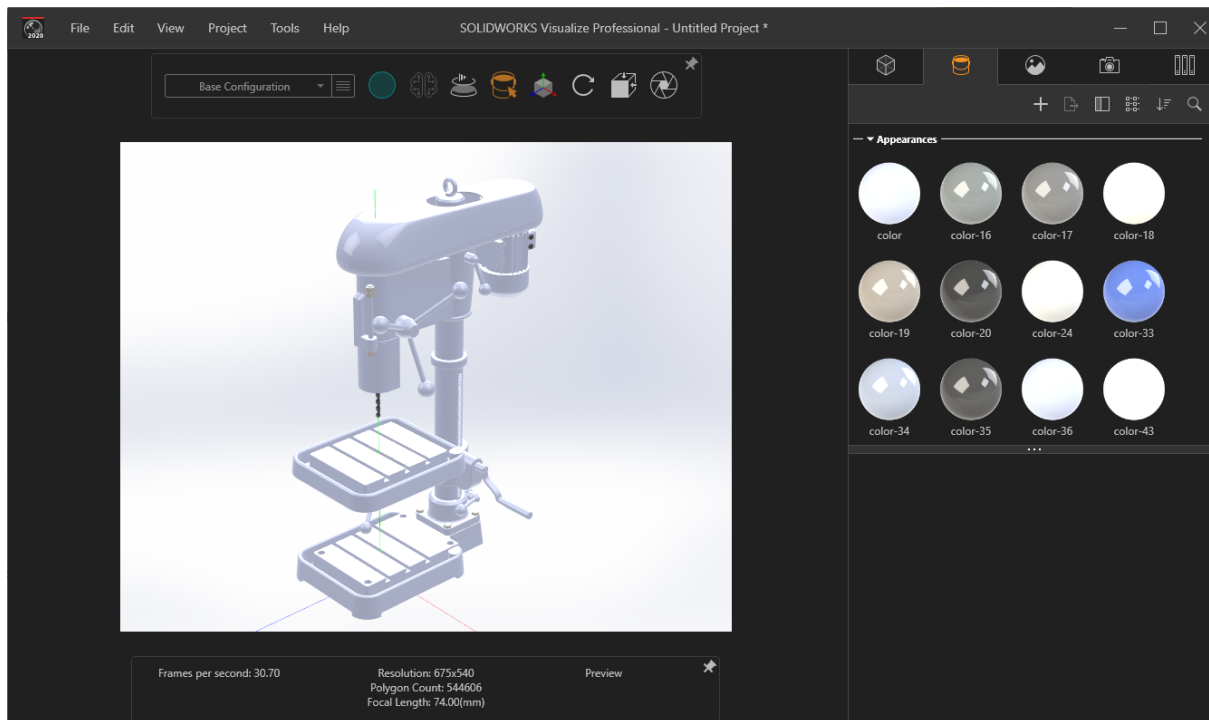 2020
File Edit View Project Tools Help
SOLIDWORKS Visualize Professional - Untitled Project *
Base Configuration
Appearances
color color-16 color-17 color-18
color-19 color-20 color-24 color-33
color-34 color-35 color-36 color-43
Frames per second: 30.70
Resolution: 675x540
Polygon Count: 544606
Focal Length: 74.00(mm)
Preview